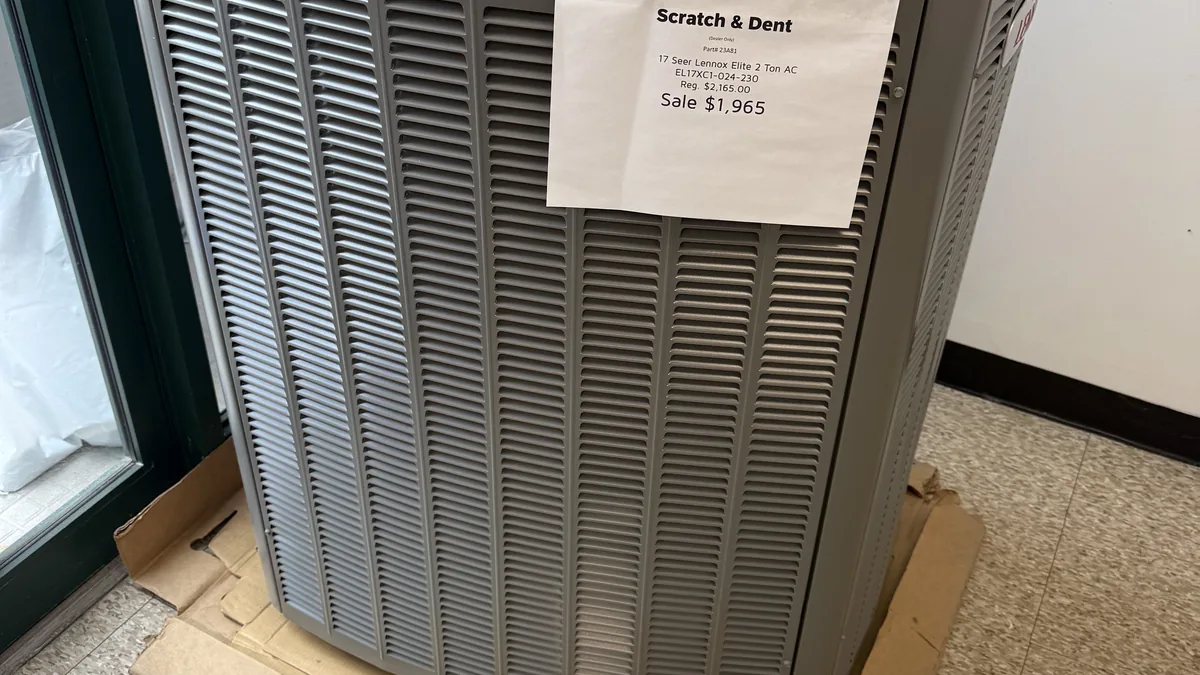 Scratch & Dent
(Dealer Only)
Part# 23A81
17 Seer Lennox Elite 2 Ton AC
EL17XC1-024-230
Reg. $2,165.00
Sale $1,965